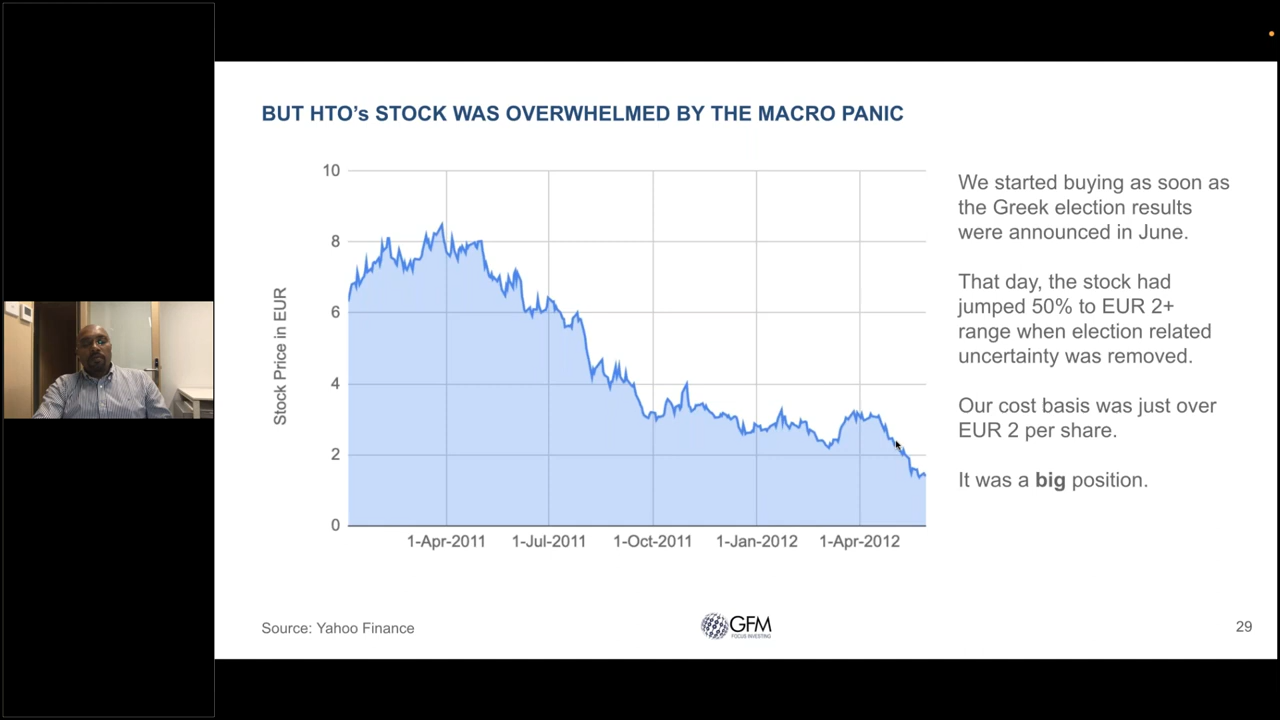 BUT HTO's STOCK WAS OVERWHELMED BY THE MACRO PANIC
Stock Price in EUR
10
8
6
4
2
0
1-Apr-2011
1-Jul-2011
1-Oct-2011
1-Jan-2012
1-Apr-2012
We started buying as soon as
the Greek election results
were announced in June.
That day, the stock had
jumped 50% to EUR 2+
range when election related
uncertainty was removed.
Our cost basis was just over
EUR 2 per share.
It was a big position.
Source: Yahoo Finance
GFM
FOCUS INVESTING
29